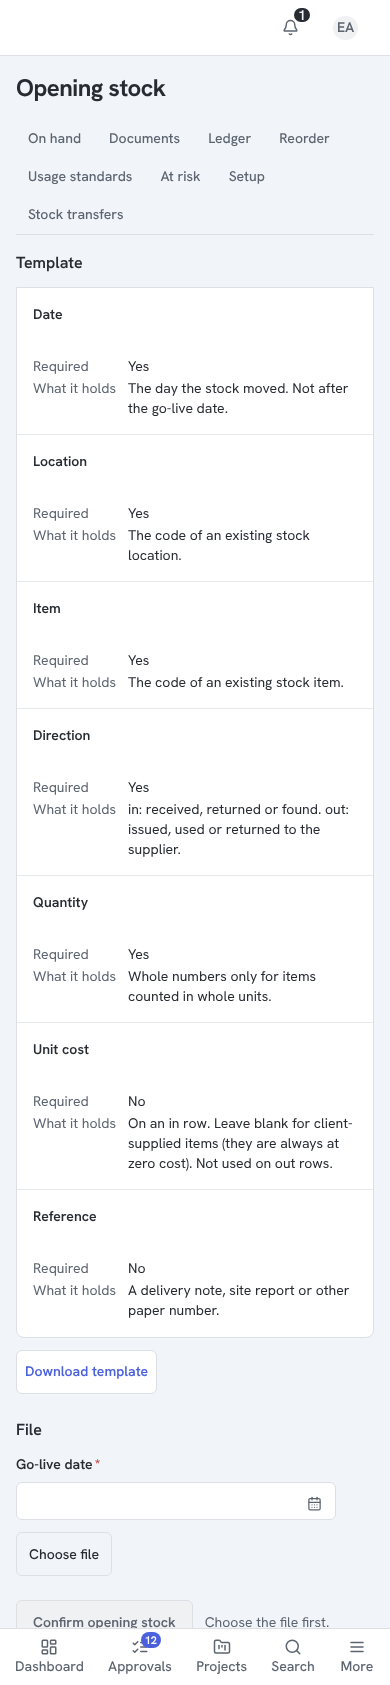 1
EA
Opening stock
On hand
Documents
Ledger
Reorder
Usage standards
At risk
Setup
Stock transfers
Template
Date
Required Yes
What it holds The day the stock moved. Not after
the go-live date.
Location
Required Yes
What it holds The code of an existing stock
location.
Item
Required Yes
What it holds The code of an existing stock item.
Direction
Required Yes
What it holds in: received, returned or found. out:
issued, used or returned to the
supplier.
Quantity
Required Yes
What it holds Whole numbers only for items
counted in whole units.
Unit cost
Required No
What it holds On an in row. Leave blank for client-
supplied items (they are always at
zero cost). Not used on out rows.
Reference
Required No
What it holds A delivery note, site report or other
paper number.
Download template
File
Go-live date *
Choose file
Confirm opening stock Choose the file first.
12
Dashboard Approvals Projects Search More